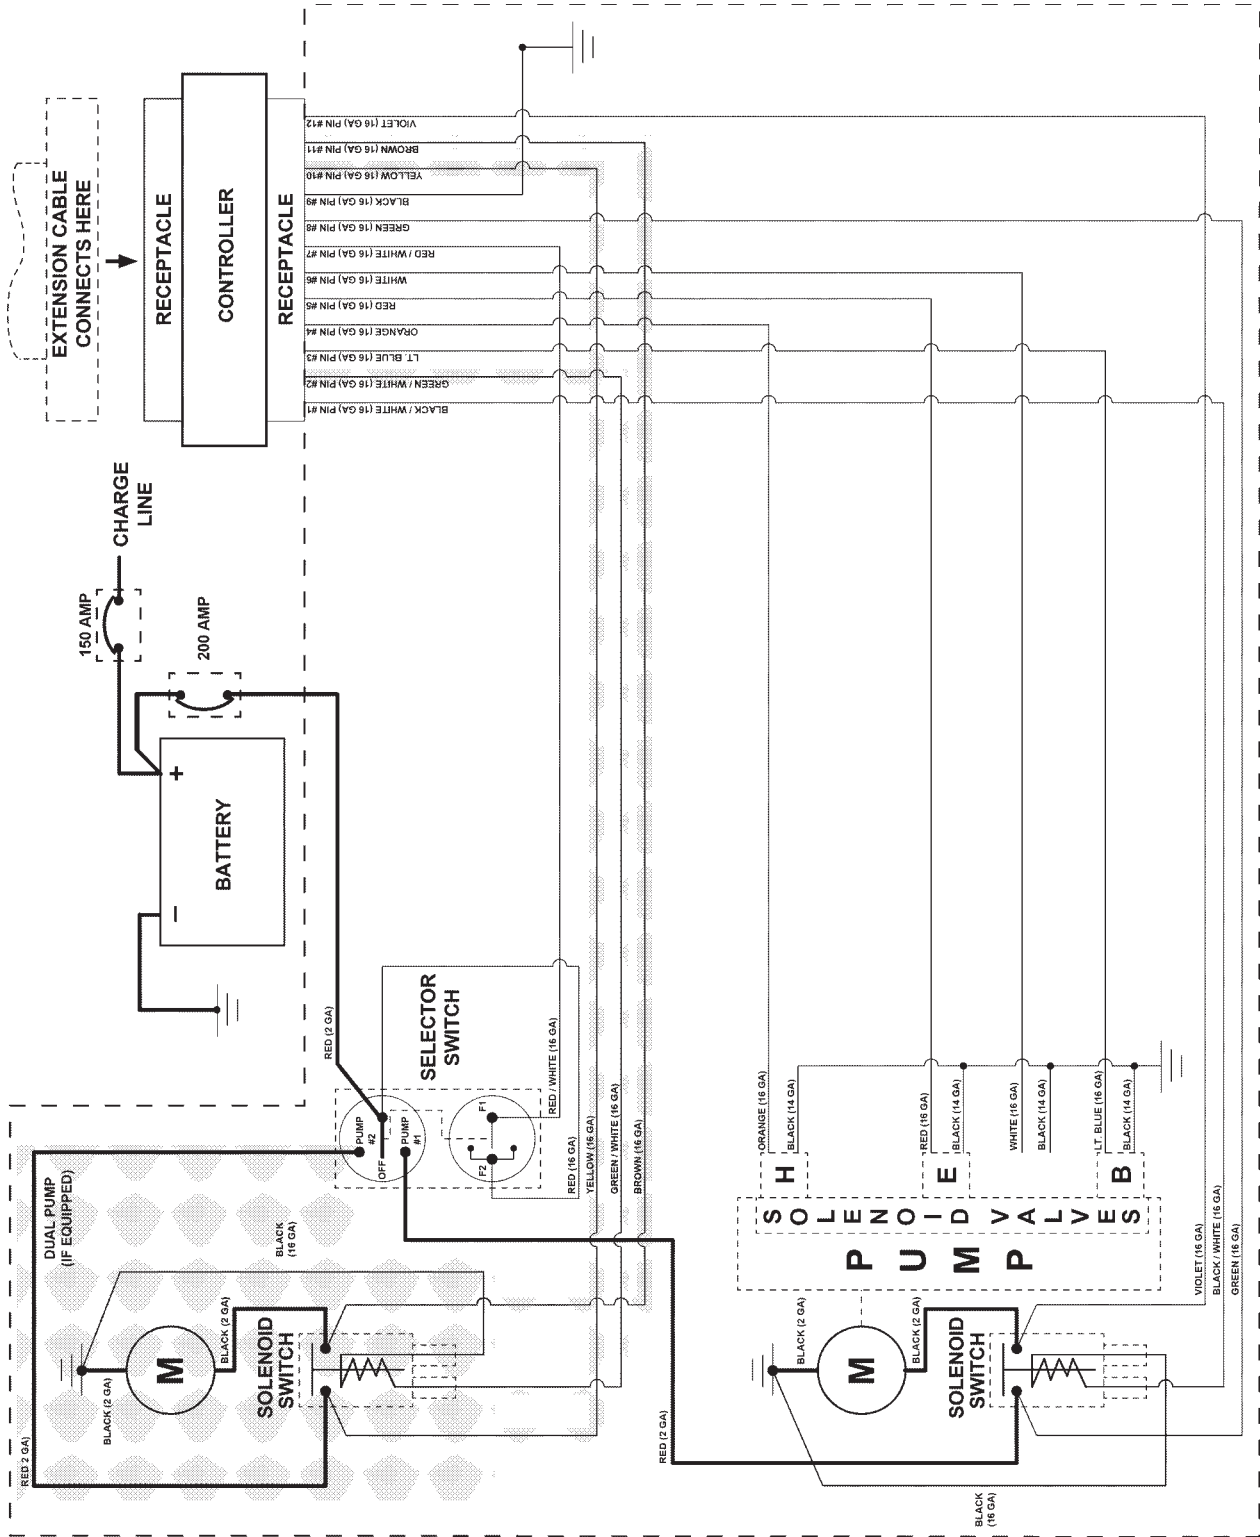 EXTENSION CABLE
CONNECTS HERE
RECEPTACLE
CONTROLLER
RECEPTACLE
VIOLET (16 GA) PIN #12
BROWN (16 GA) PIN #11
YELLOW (16 GA) PIN #10
BLACK (16 GA) PIN #9
GREEN (16 GA) PIN #8
RED / WHITE (16 GA) PIN #7
WHITE (16 GA) PIN #6
RED (16 GA) PIN #5
ORANGE (16 GA) PIN #4
LT. BLUE (16 GA) PIN #3
GREEN / WHITE (16 GA) PIN #2
BLACK / WHITE (16 GA) PIN #1
CHARGE
LINE
150 AMP
200 AMP
BATTERY
+
–
RED (2 GA)
SELECTOR
SWITCH
PUMP
#2
OFF
PUMP
#1
F1
F2
RED / WHITE (16 GA)
RED (16 GA)
YELLOW (16 GA)
GREEN / WHITE (16 GA)
BROWN (16 GA)
DUAL PUMP
(IF EQUIPPED)
BLACK
(16 GA)
RED 2 GA)
BLACK (2 GA)
M
BLACK (2 GA)
SOLENOID
SWITCH
RED (2 GA)
ORANGE (16 GA)
BLACK (14 GA)
RED (16 GA)
BLACK (14 GA)
WHITE (16 GA)
BLACK (14 GA)
LT. BLUE (16 GA)
BLACK (14 GA)
H
E
B
SOLENOID VALVES
PUMP
VIOLET (16 GA)
BLACK / WHITE (16 GA)
GREEN (16 GA)
BLACK (2 GA)
M
BLACK (2 GA)
SOLENOID
SWITCH
BLACK
(16 GA)